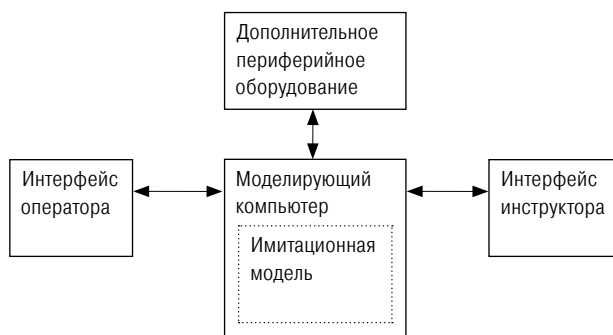 Дополнительное
периферийное
оборудование
Интерфейс
оператора
Моделирующий
компьютер
Имитационная
модель
Интерфейс
инструктора